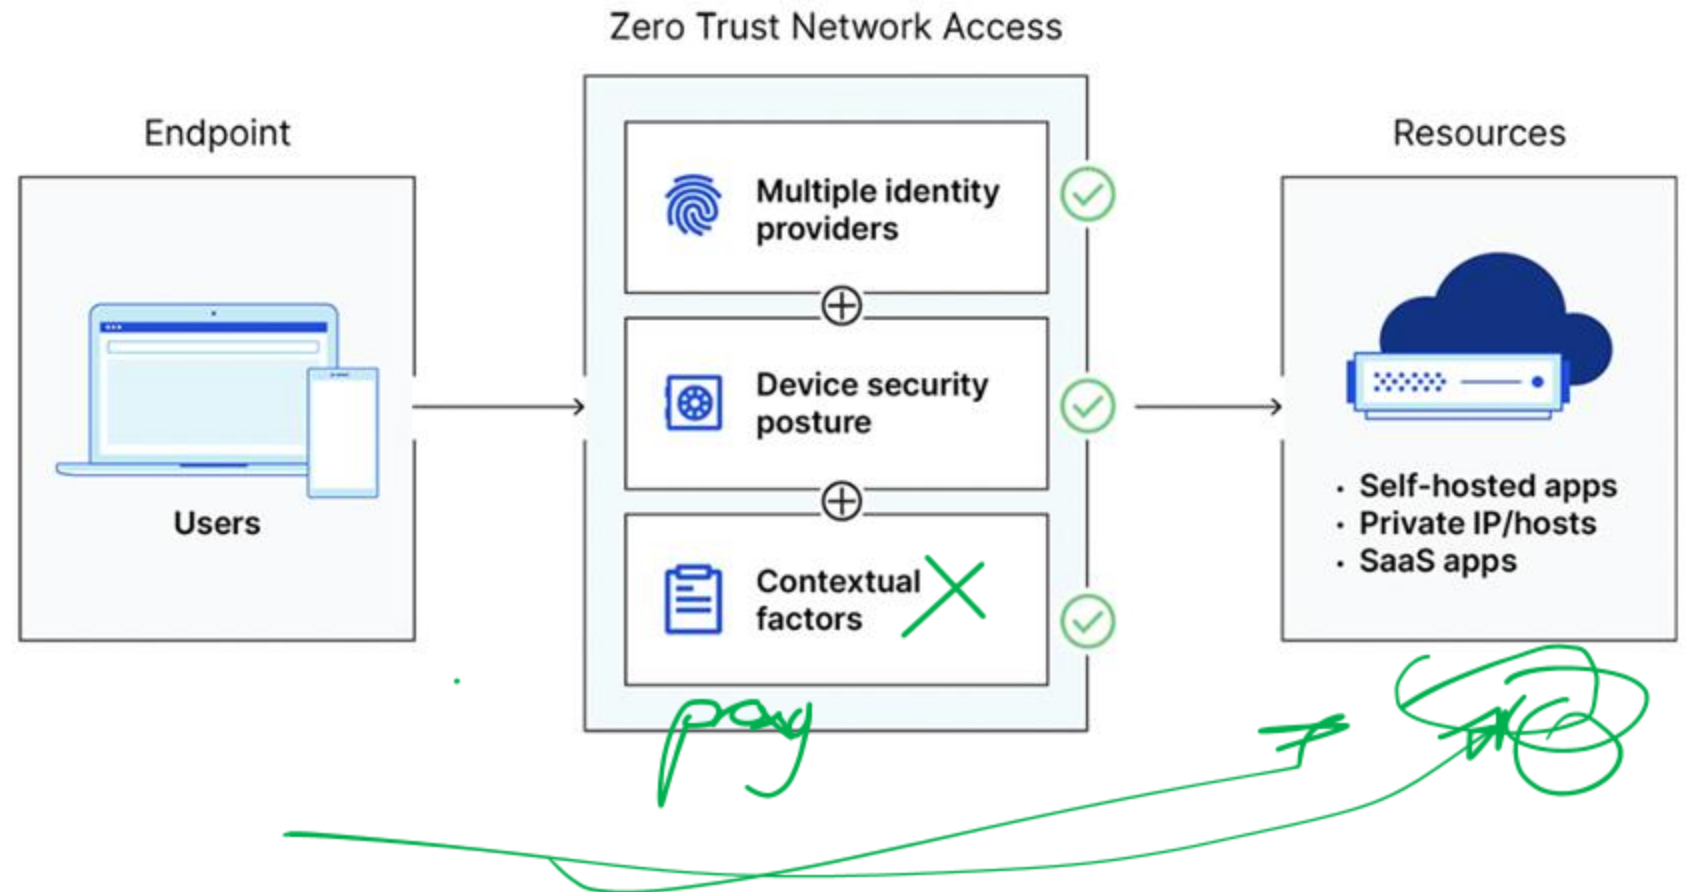 Zero Trust Network Access
Endpoint
Resources
Multiple identity
providers
Device security
posture
Contextual
factors
Users
· Self-hosted apps
· Private IP/hosts
· SaaS apps